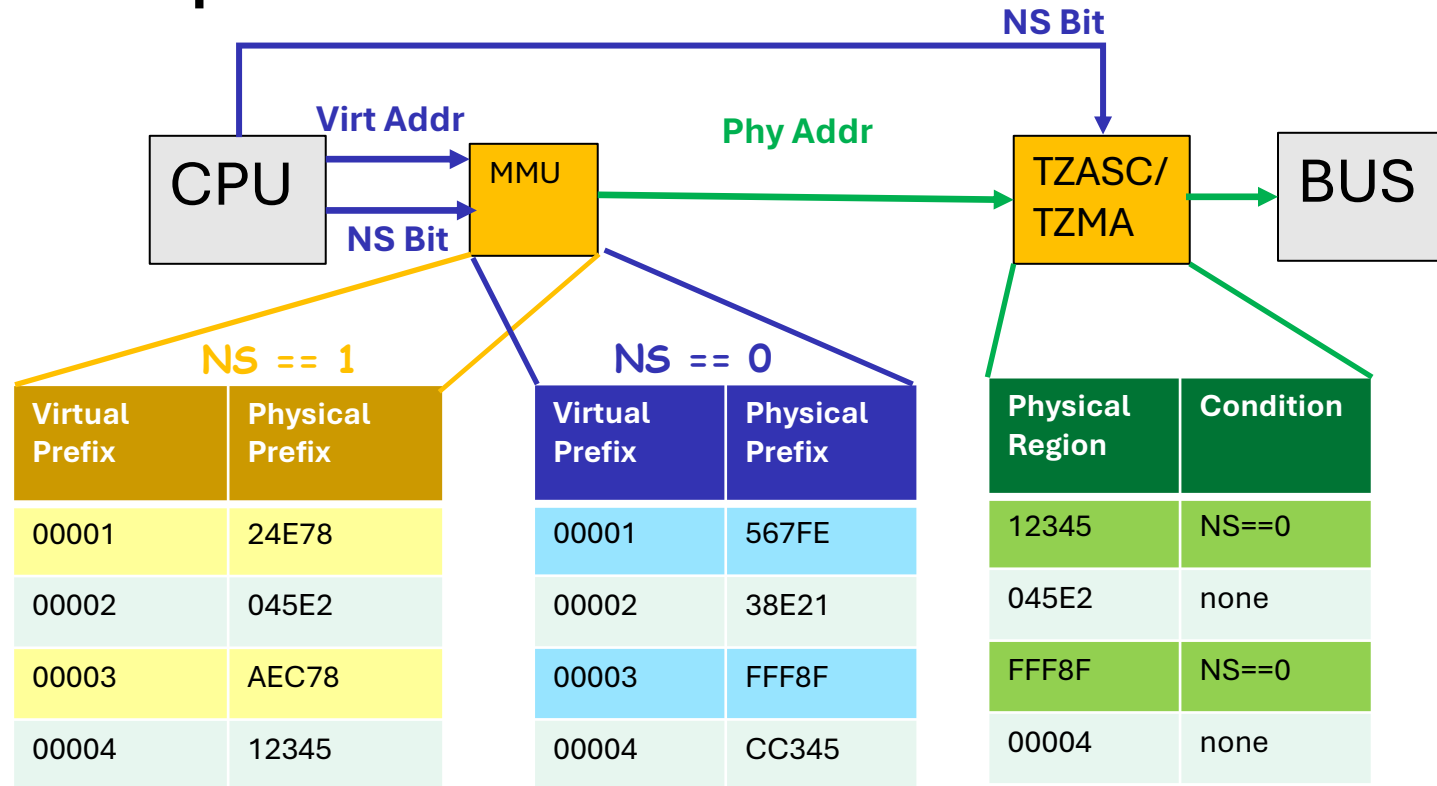 NS Bit
Virt Addr
Phy Addr
CPU
MMU
TZASC/
TZMA
BUS
NS Bit
NS == 1
NS == 0
Virtual Prefix
Physical Prefix
00001
24E78
00002
045E2
00003
AEC78
00004
12345
Virtual Prefix
Physical Prefix
00001
567FE
00002
38E21
00003
FFF8F
00004
CC345
Physical Region
Condition
12345
NS==0
045E2
none
FFF8F
NS==0
00004
none